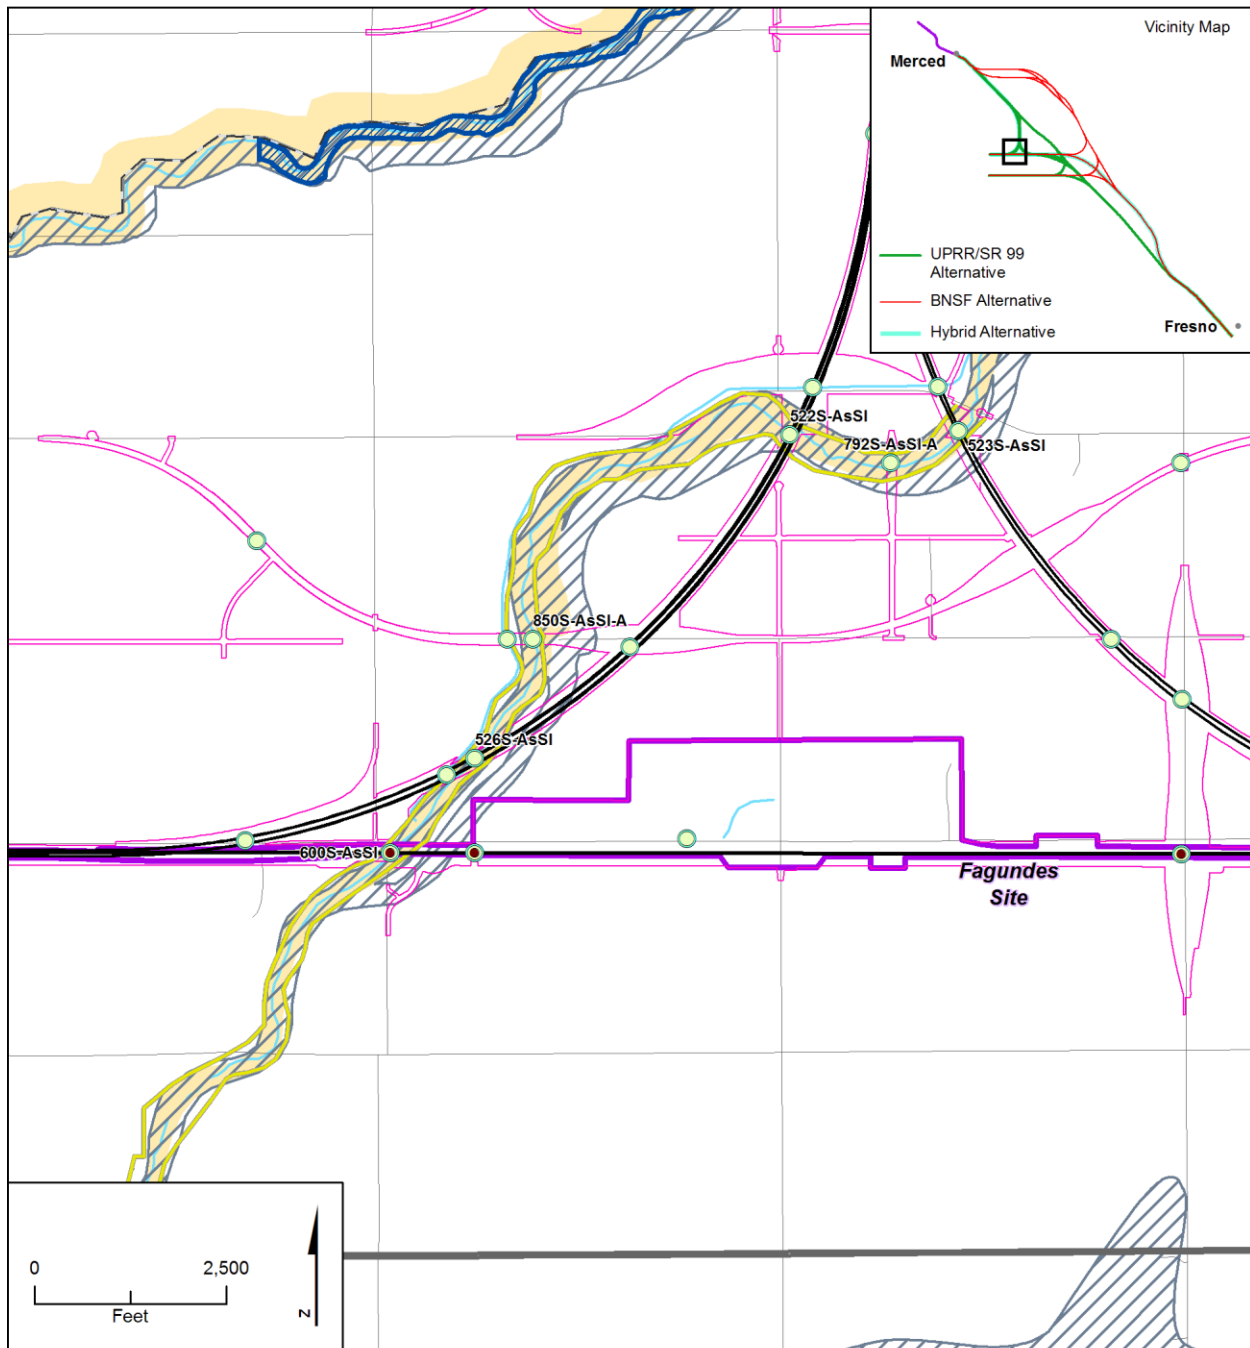 Vicinity Map
Merced
UPRR/SR 99
Alternative
BNSF Alternative
Hybrid Alternative
Fresno
522S-AsSI
792S-AsSI-A
523S-AsSI
850S-AsSI-A
526S-AsSI
600S-AsSI
Fagundes
Site
0
2,500
Feet
N